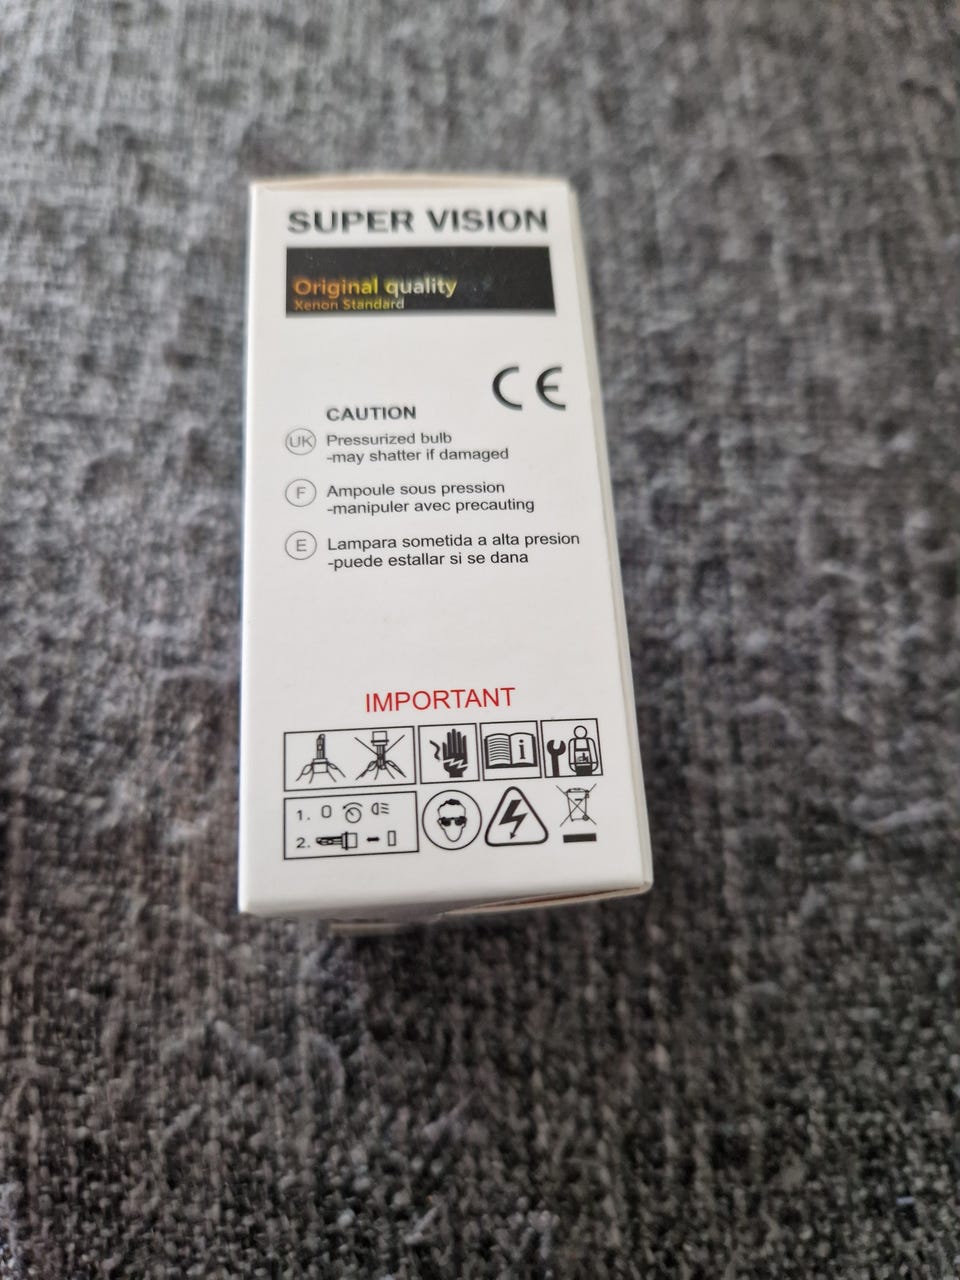 SUPER VISION
Original quality
Xenon Standard
CE
CAUTION
UK Pressurized bulb
-may shatter if damaged
F Ampoule sous pression
-manipuler avec precauting
E Lampara sometida a alta presion
-puede estallar si se dana
IMPORTANT
i
1.
2.